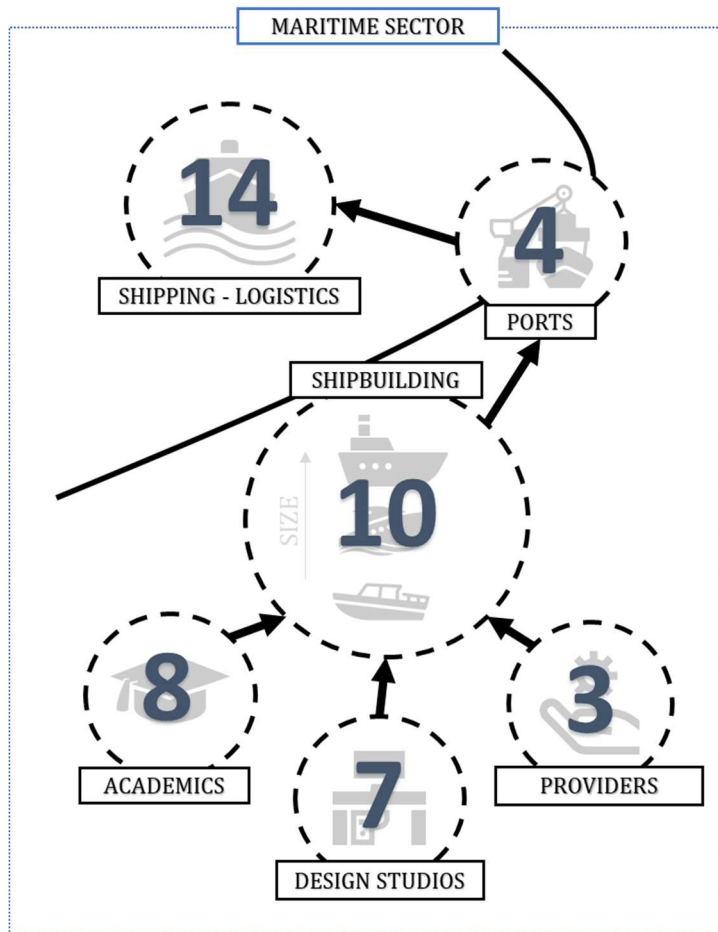 MARITIME SECTOR
14
SHIPPING - LOGISTICS
4
PORTS
SHIPBUILDING
SIZE
10
8
ACADEMICS
7
DESIGN STUDIOS
3
PROVIDERS